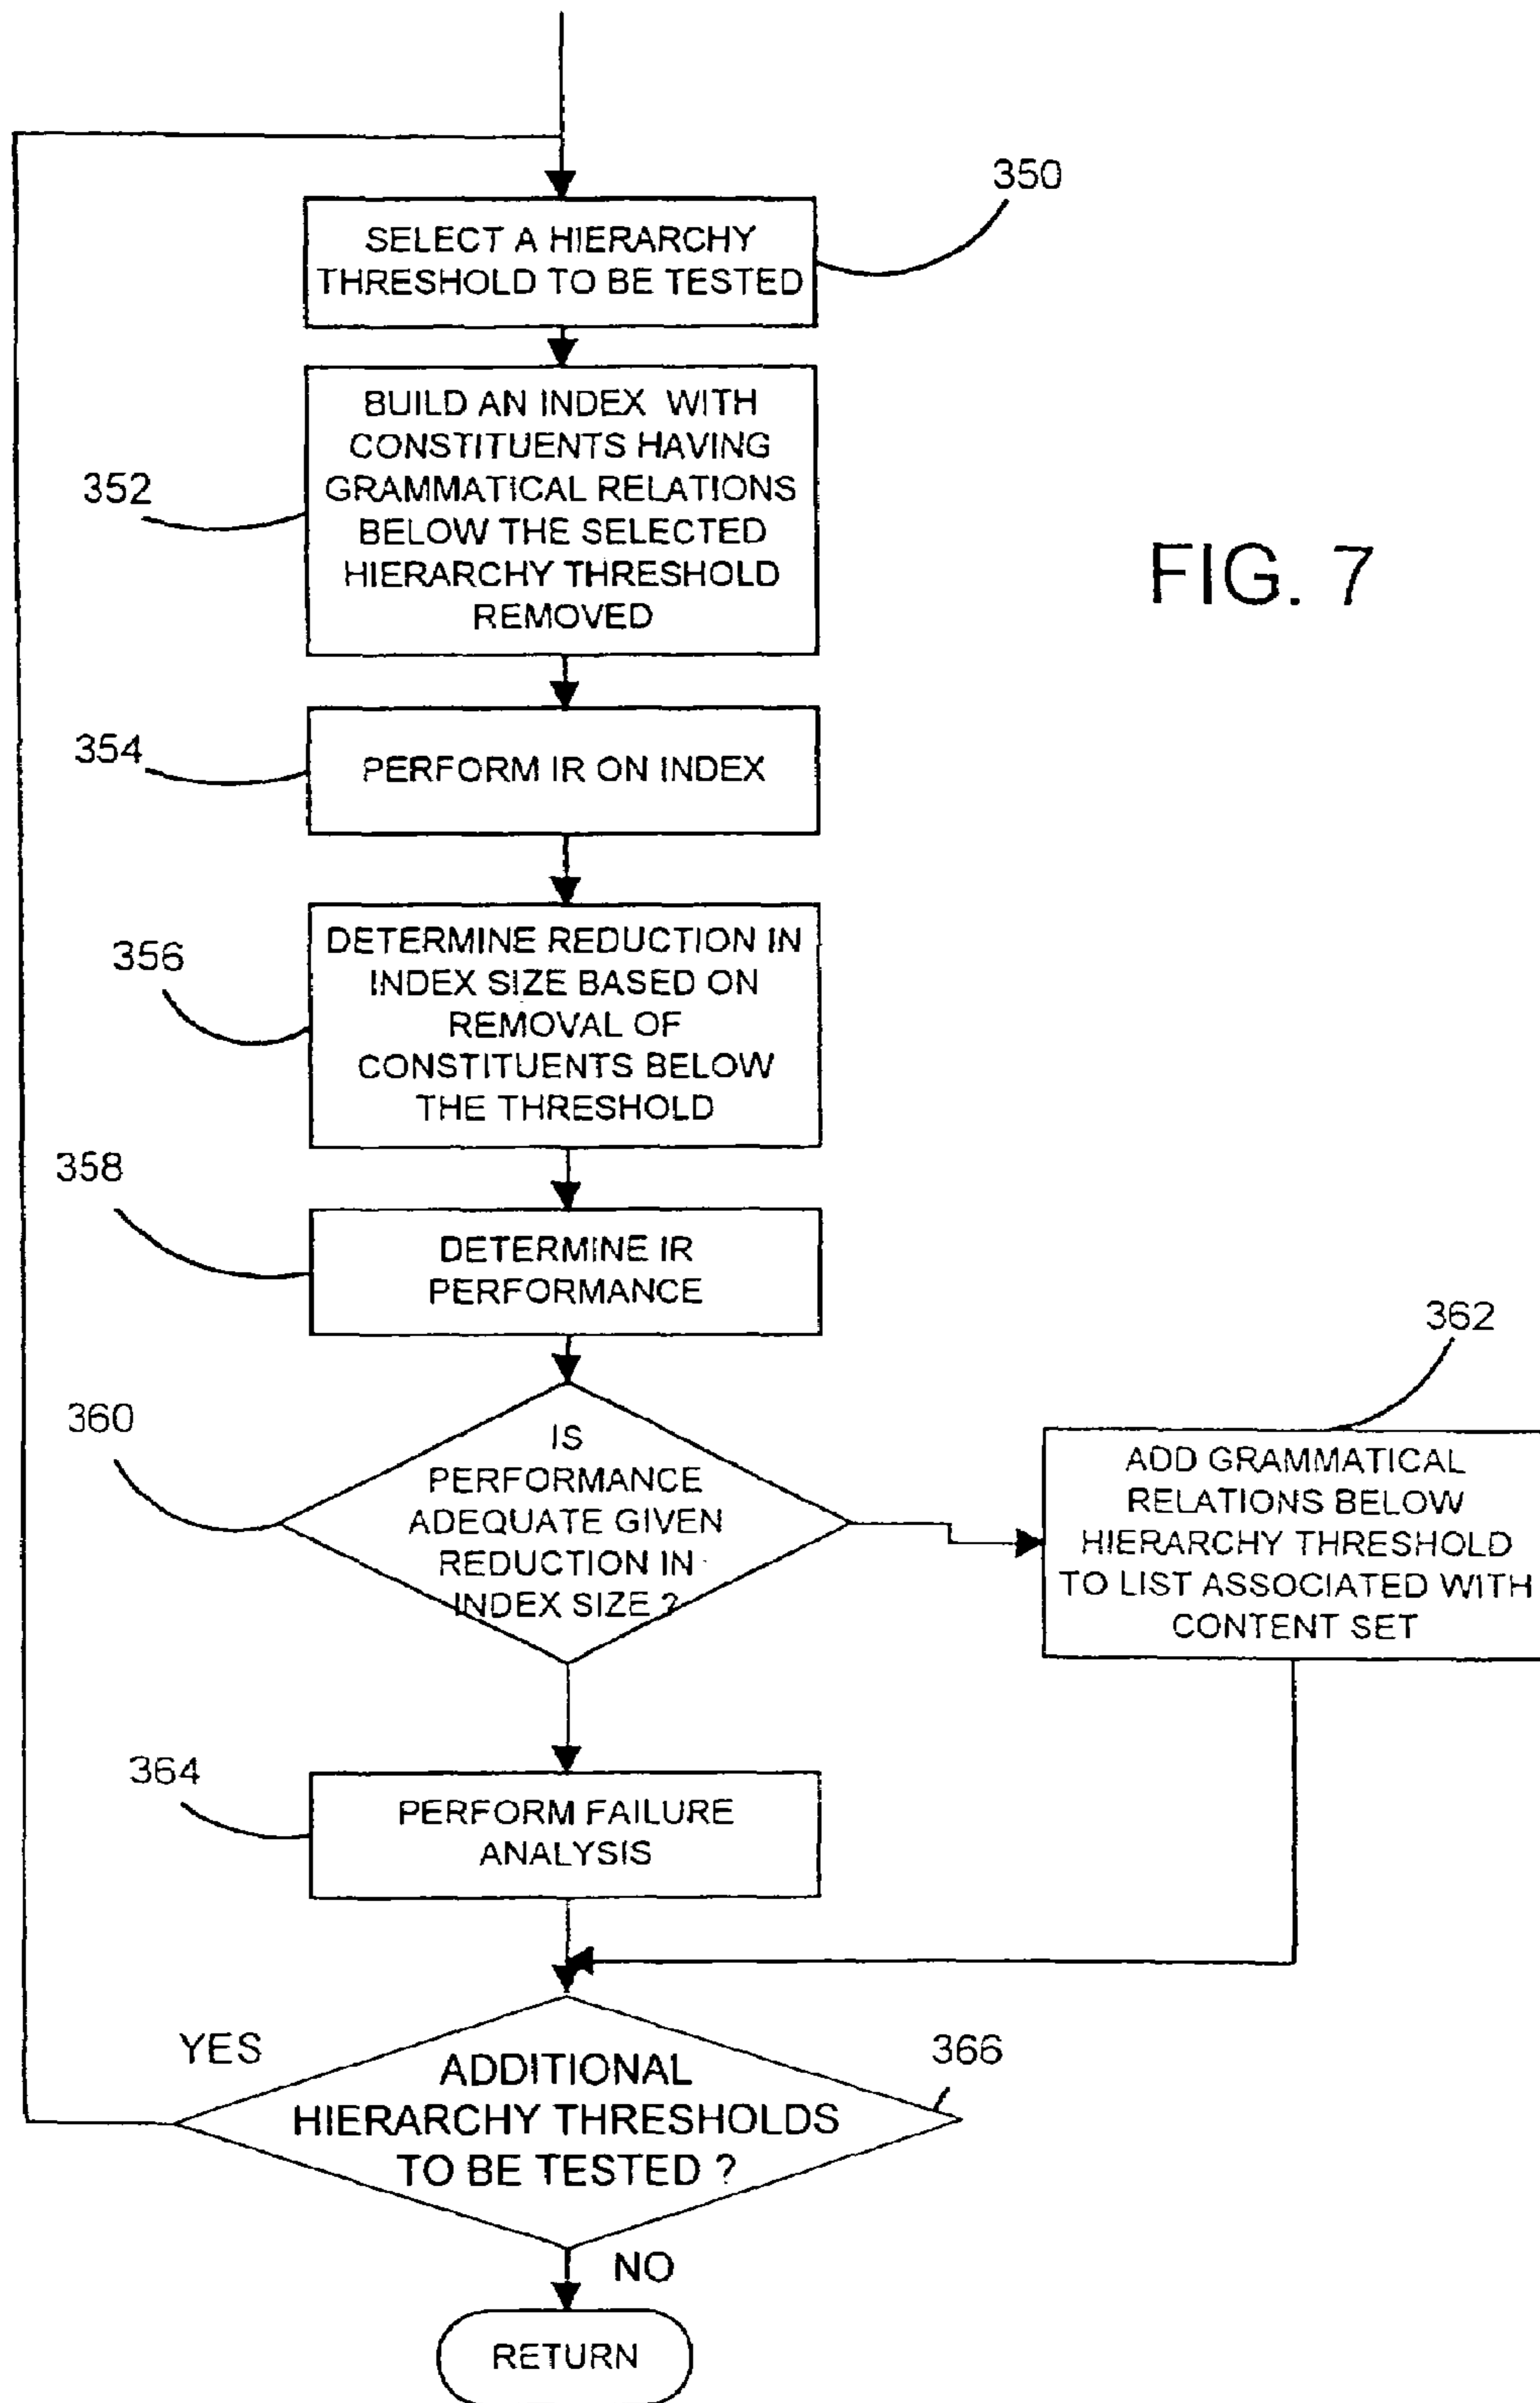 350
SELECT A HIERARCHY
THRESHOLD TO BE TESTED
352
BUILD AN INDEX WITH
CONSTITUENTS HAVING
GRAMMATICAL RELATIONS
BELOW THE SELECTED
HIERARCHY THRESHOLD
REMOVED
FIG. 7
354
PERFORM IR ON INDEX
356
DETERMINE REDUCTION IN
INDEX SIZE BASED ON
REMOVAL OF
CONSTITUENTS BELOW
THE THRESHOLD
358
DETERMINE IR
PERFORMANCE
360
IS
PERFORMANCE
ADEQUATE GIVEN
REDUCTION IN
INDEX SIZE ?
362
ADD GRAMMATICAL
RELATIONS BELOW
HIERARCHY THRESHOLD
TO LIST ASSOCIATED WITH
CONTENT SET
364
PERFORM FAILURE
ANALYSIS
YES
366
ADDITIONAL
HIERARCHY THRESHOLDS
TO BE TESTED ?
NO
RETURN